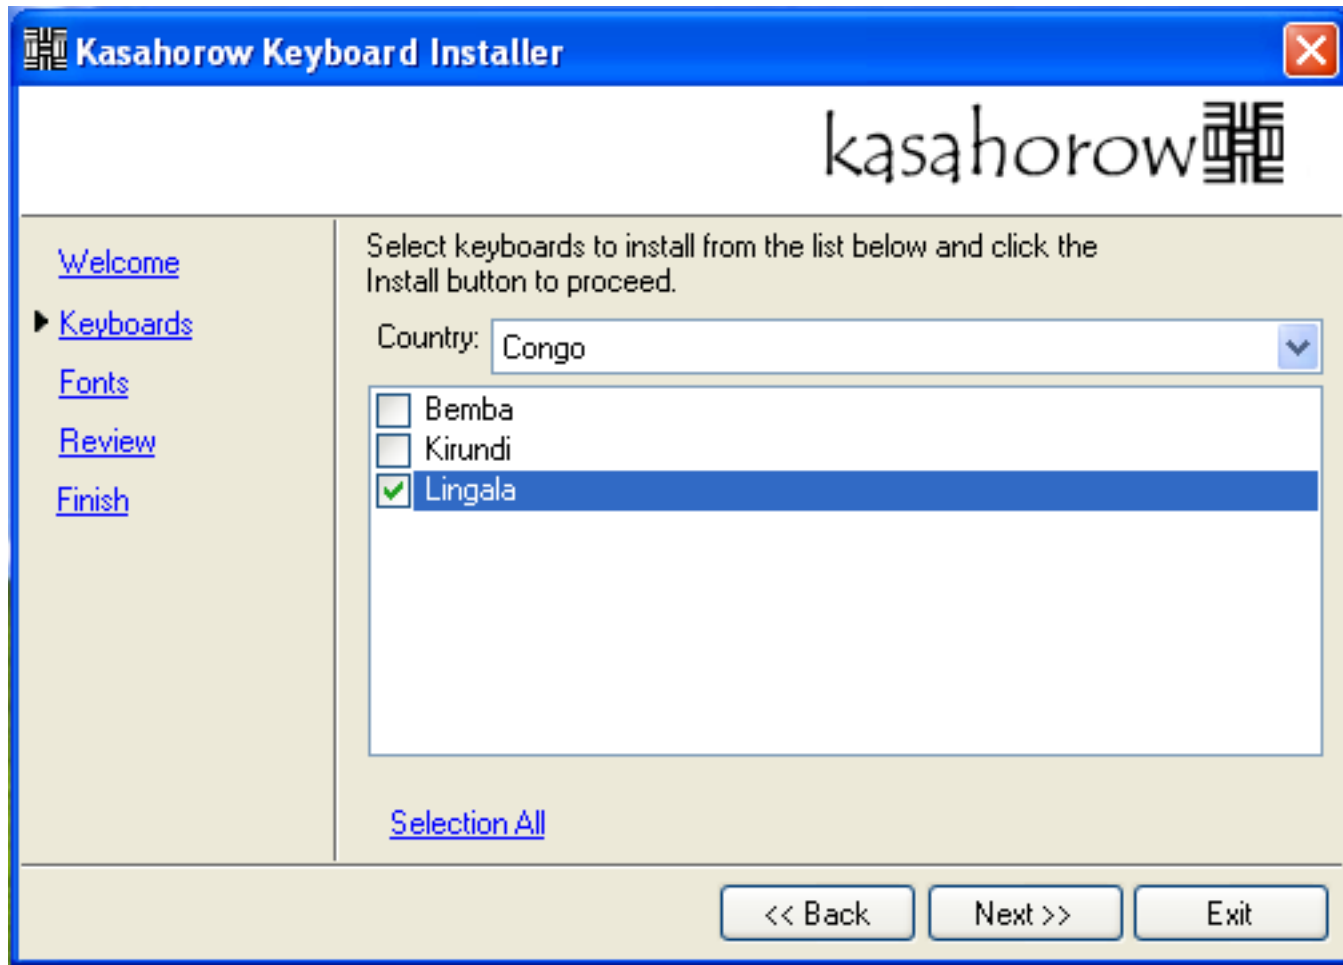 Kasahorow Keyboard Installer
kasahorow
Welcome
Keyboards
Fonts
Review
Finish
Select keyboards to install from the list below and click the
Install button to proceed.
Country: Congo
Bemba
Kirundi
Lingala
Selection All
<< Back Next >> Exit